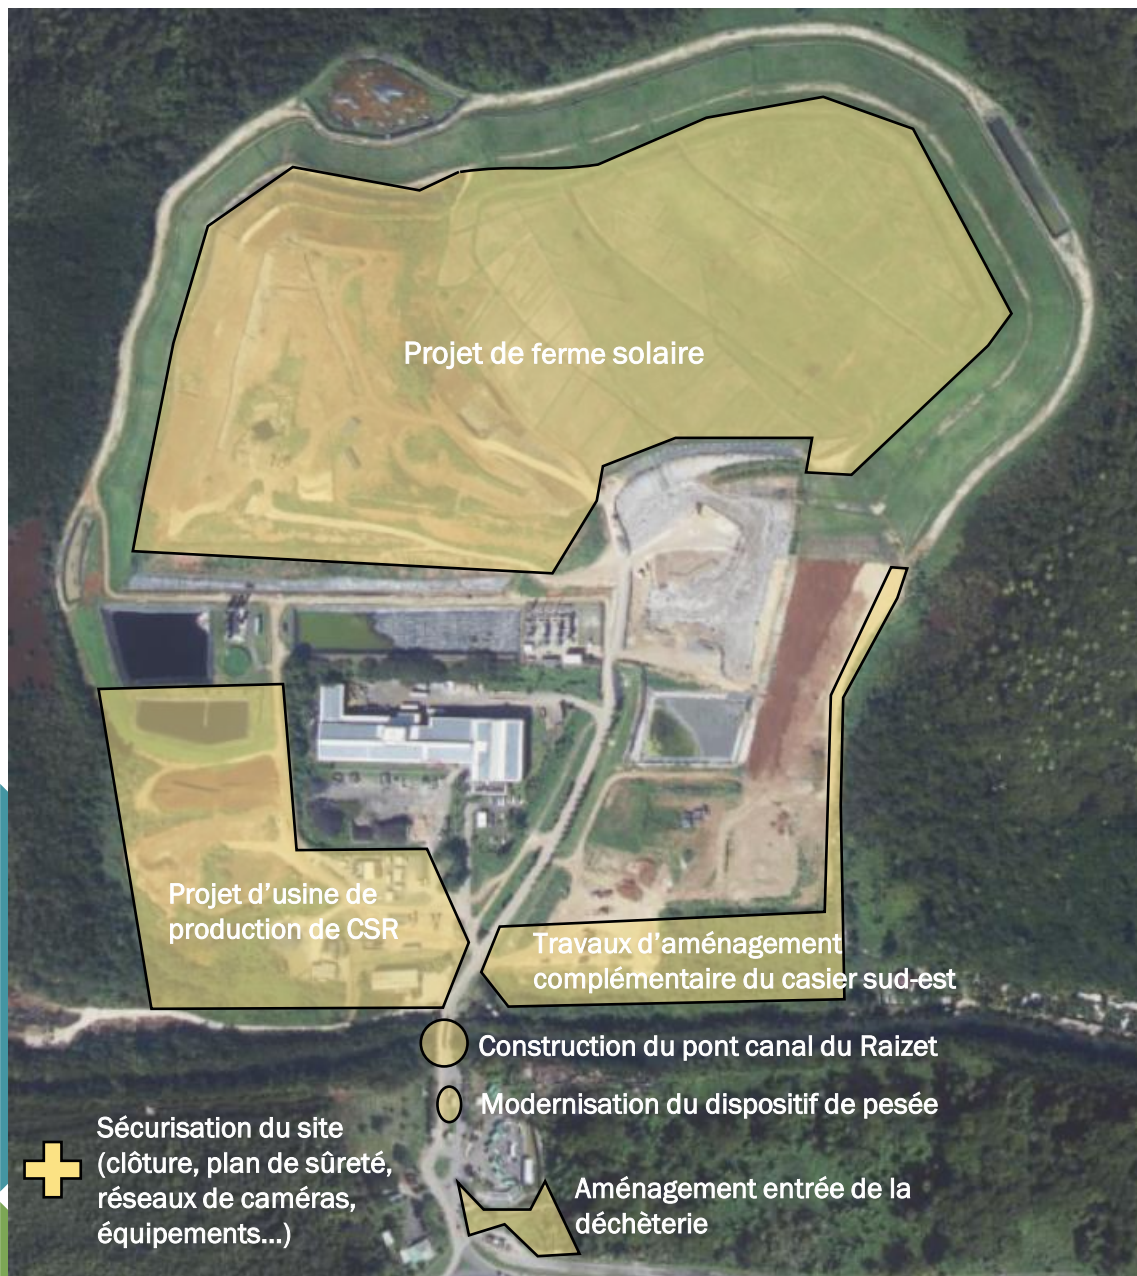 Projet de ferme solaire
Projet d’usine de
production de CSR
Travaux d’aménagement
complémentaire du casier sud-est
Construction du pont canal du Raizet
Modernisation du dispositif de pesée
Sécurisation du site
(clôture, plan de sûreté,
réseaux de caméras,
équipements...)
Aménagement entrée de la
déchèterie